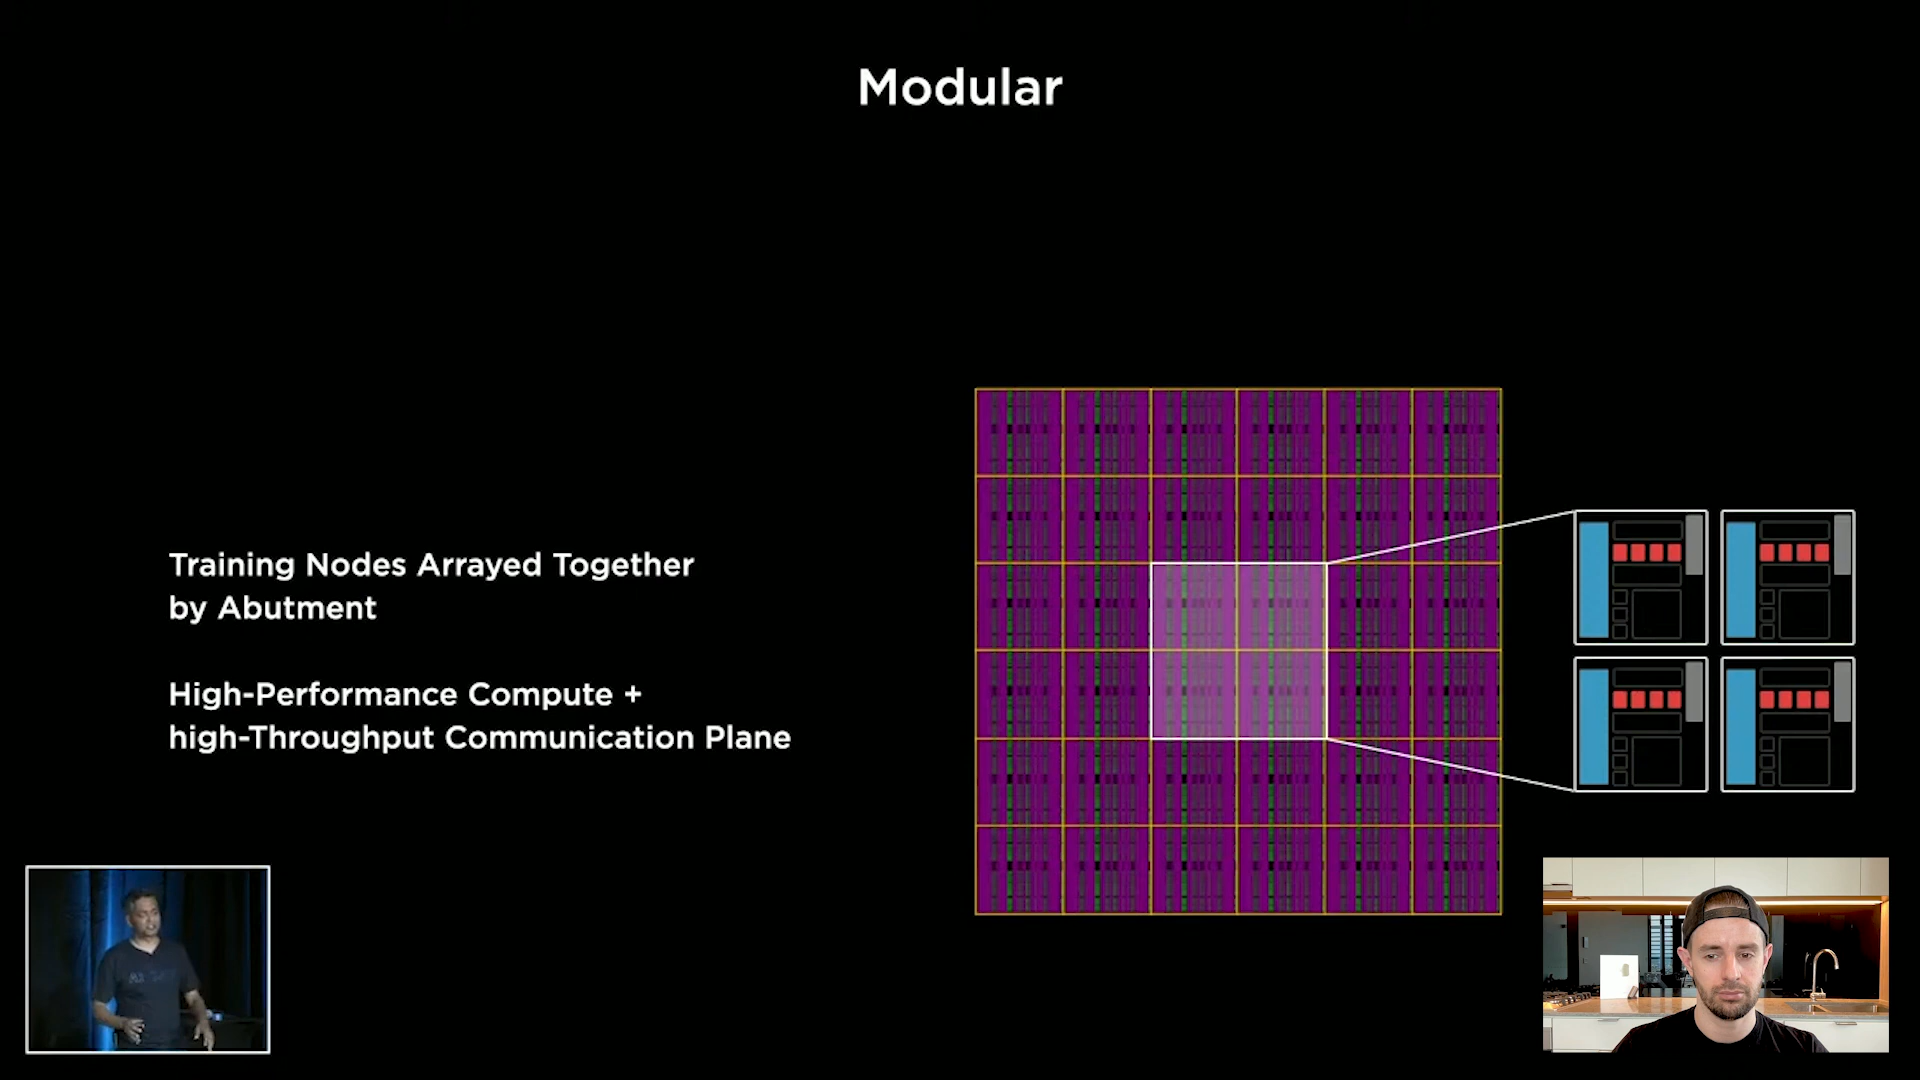 Modular
Training Nodes Arrayed Together
by Abutment
High-Performance Compute +
high-Throughput Communication Plane